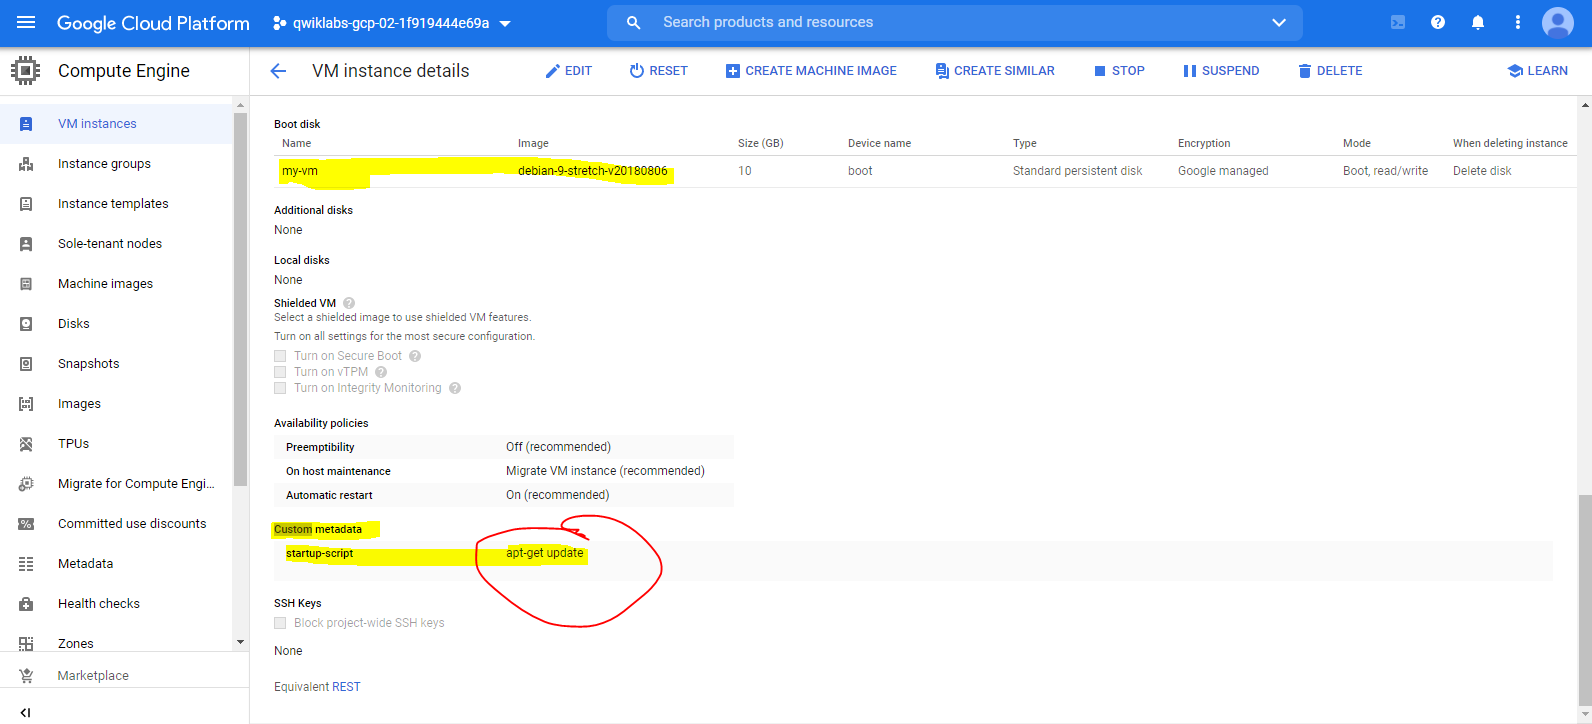 Google Cloud Platform qwiklabs-gcp-02-1f919444e69a Search products and resources
Compute Engine VM instance details EDIT RESET CREATE MACHINE IMAGE CREATE SIMILAR STOP SUSPEND DELETE LEARN
VM instances
Instance groups
Instance templates
Sole-tenant nodes
Machine images
Disks
Snapshots
Images
TPUs
Migrate for Compute Engi...
Committed use discounts
Metadata
Health checks
Zones
Marketplace
Boot disk
Name Image Size (GB) Device name Type Encryption Mode When deleting instance
my-vm debian-9-stretch-v20180806 10 boot Standard persistent disk Google managed Boot, read/write Delete disk
Additional disks
None
Local disks
None
Shielded VM ?
Select a shielded image to use shielded VM features.
Turn on all settings for the most secure configuration.
Turn on Secure Boot ?
Turn on vTPM ?
Turn on Integrity Monitoring ?
Availability policies
Preemptibility Off (recommended)
On host maintenance Migrate VM instance (recommended)
Automatic restart On (recommended)
Custom metadata
startup-script apt-get update
SSH Keys
Block project-wide SSH keys
None
Equivalent REST